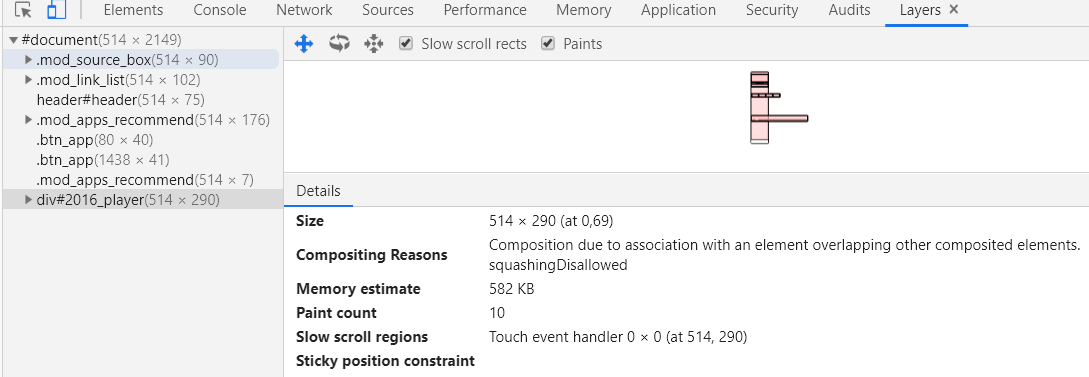 Elements Console Network Sources Performance Memory Application Security Audits Layers ×
▼ #document(514 × 2149)
▶ .mod_source_box(514 × 90)
▶ .mod_link_list(514 × 102)
header#header(514 × 75)
▶ .mod_apps_recommend(514 × 176)
.btn_app(80 × 40)
.btn_app(1438 × 41)
.mod_apps_recommend(514 × 7)
▶ div#2016_player(514 × 290)
Slow scroll rects Paints
Details
Size 514 × 290 (at 0,69)
Compositing Reasons Composition due to association with an element overlapping other composited elements.
squashingDisallowed
Memory estimate 582 KB
Paint count 10
Slow scroll regions Touch event handler 0 × 0 (at 514, 290)
Sticky position constraint